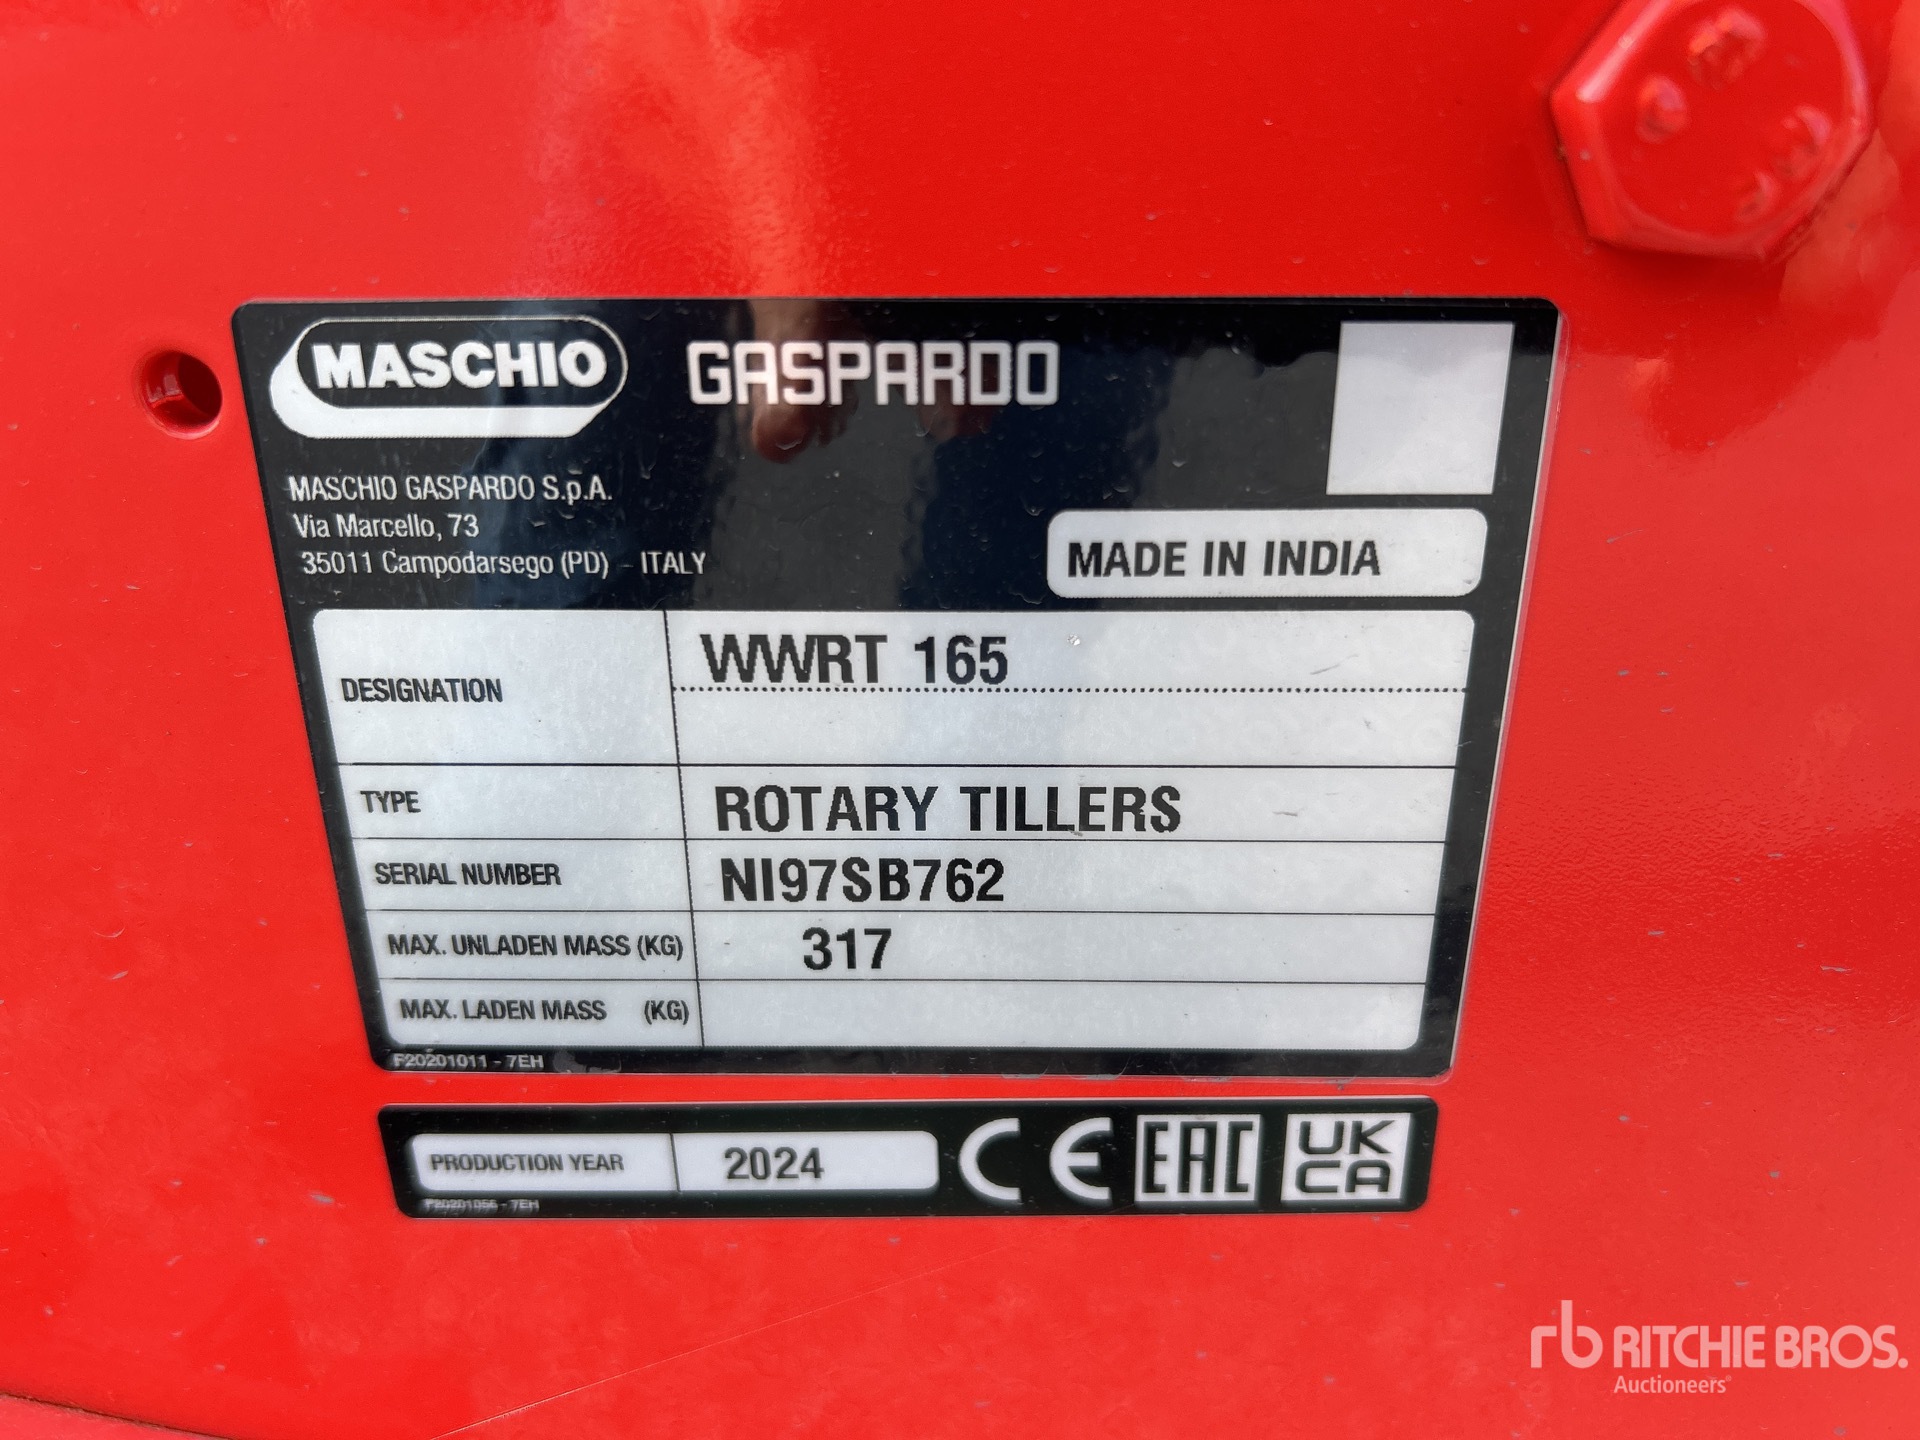 MASCHIO GASPARDO
MASCHIO GASPARDO S.p.A.
Via Marcello, 73
35011 Campodarsego (PD) - ITALY
MADE IN INDIA
DESIGNATION WWRT 165
TYPE ROTARY TILLERS
SERIAL NUMBER NI97SB762
MAX. UNLADEN MASS (KG) 317
MAX. LADEN MASS (KG)
F20201011 - 7EH
PRODUCTION YEAR 2024 CE EAC UK CA
F20201056 - 7EH
rb RITCHIE BROS.
Auctioneers